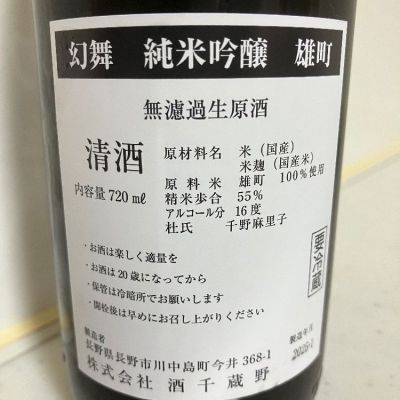 幻舞 純米吟醸 雄町
無濾過生原酒
清酒
内容量 720 ㎖
原材料名 米（国産）
米麹（国産米）
原料米 雄町 100％使用
精米歩合 55％
アルコール分 16度
杜氏 千野麻里子
・お酒は楽しく適量を
・お酒は20歳になってから
・保管は冷暗所でお願いします
・開栓後は早めにお召し上がりください
要冷蔵
製造者
長野県長野市川中島町今井368-1
株式会社 酒千蔵野
製造年月